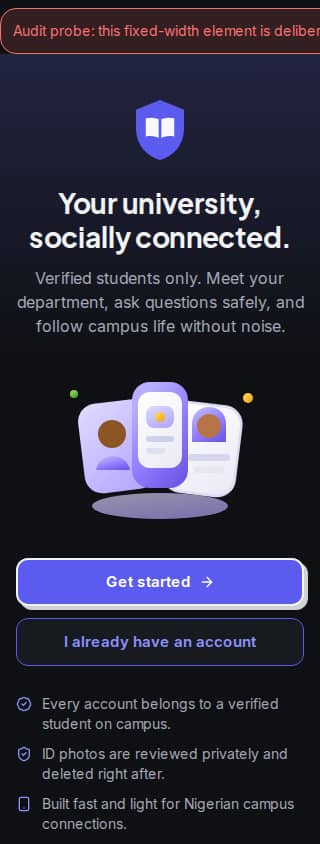 Audit probe: this fixed-width element is deliber
Your university,
socially connected.
Verified students only. Meet your
department, ask questions safely, and
follow campus life without noise.
Get started →
I already have an account
Every account belongs to a verified
student on campus.
ID photos are reviewed privately and
deleted right after.
Built fast and light for Nigerian campus
connections.